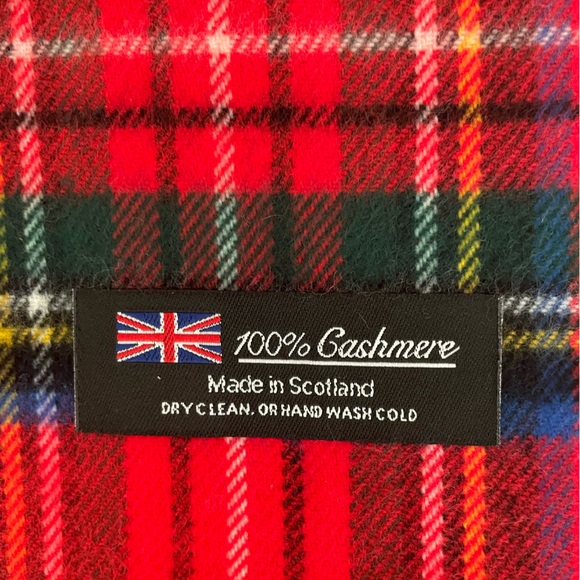 100% Cashmere
Made in Scotland
DRY CLEAN, OR HAND WASH COLD